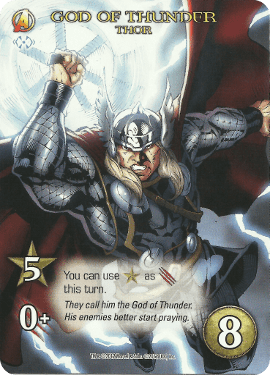 GOD OF THUNDER
THOR
5
You can use as
this turn.
0+
They call him the God of Thunder.
His enemies better start praying.
8